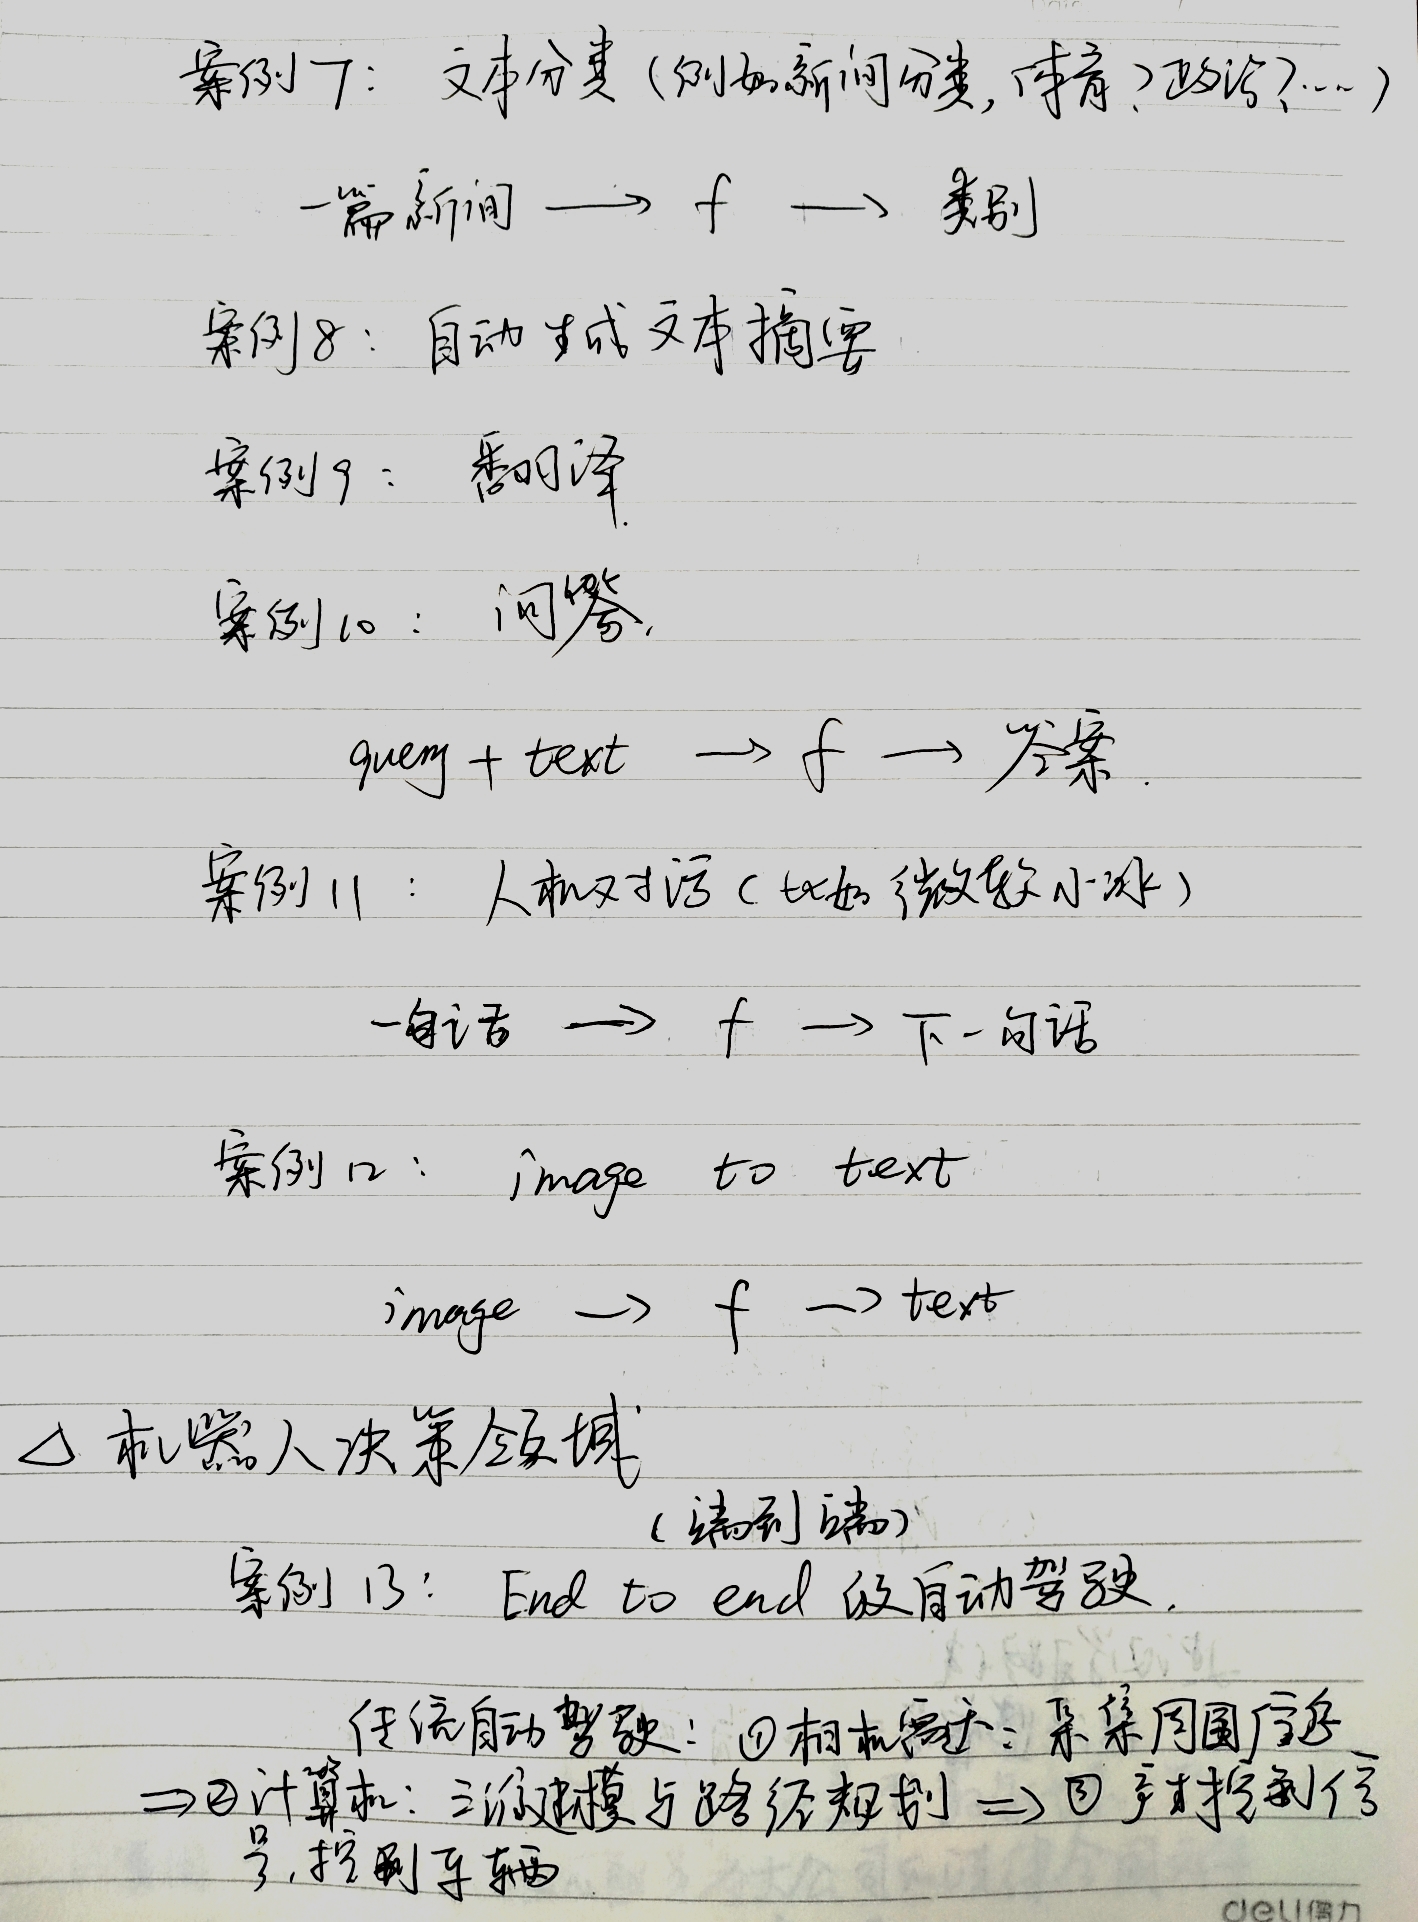 案例7： 文本分类（例如新闻分类，体育？政治？……）
一篇新闻 → f → 类别
案例8： 自动生成文本摘要
案例9： 翻译
案例10： 问答.
query + text → f → 答案.
案例11： 人机对话（比如微软小冰）
一句话 → f → 下一句话
案例12： image to text
image → f → text
△ 机器人决策领域
（端到端）
案例13： End to end 的自动驾驶.
传统自动驾驶：①相机雷达：采集周围信息
⇒②计算机：三维建模与路径规划 ⇒ ③产生控制信
号，控制车辆
deli得力